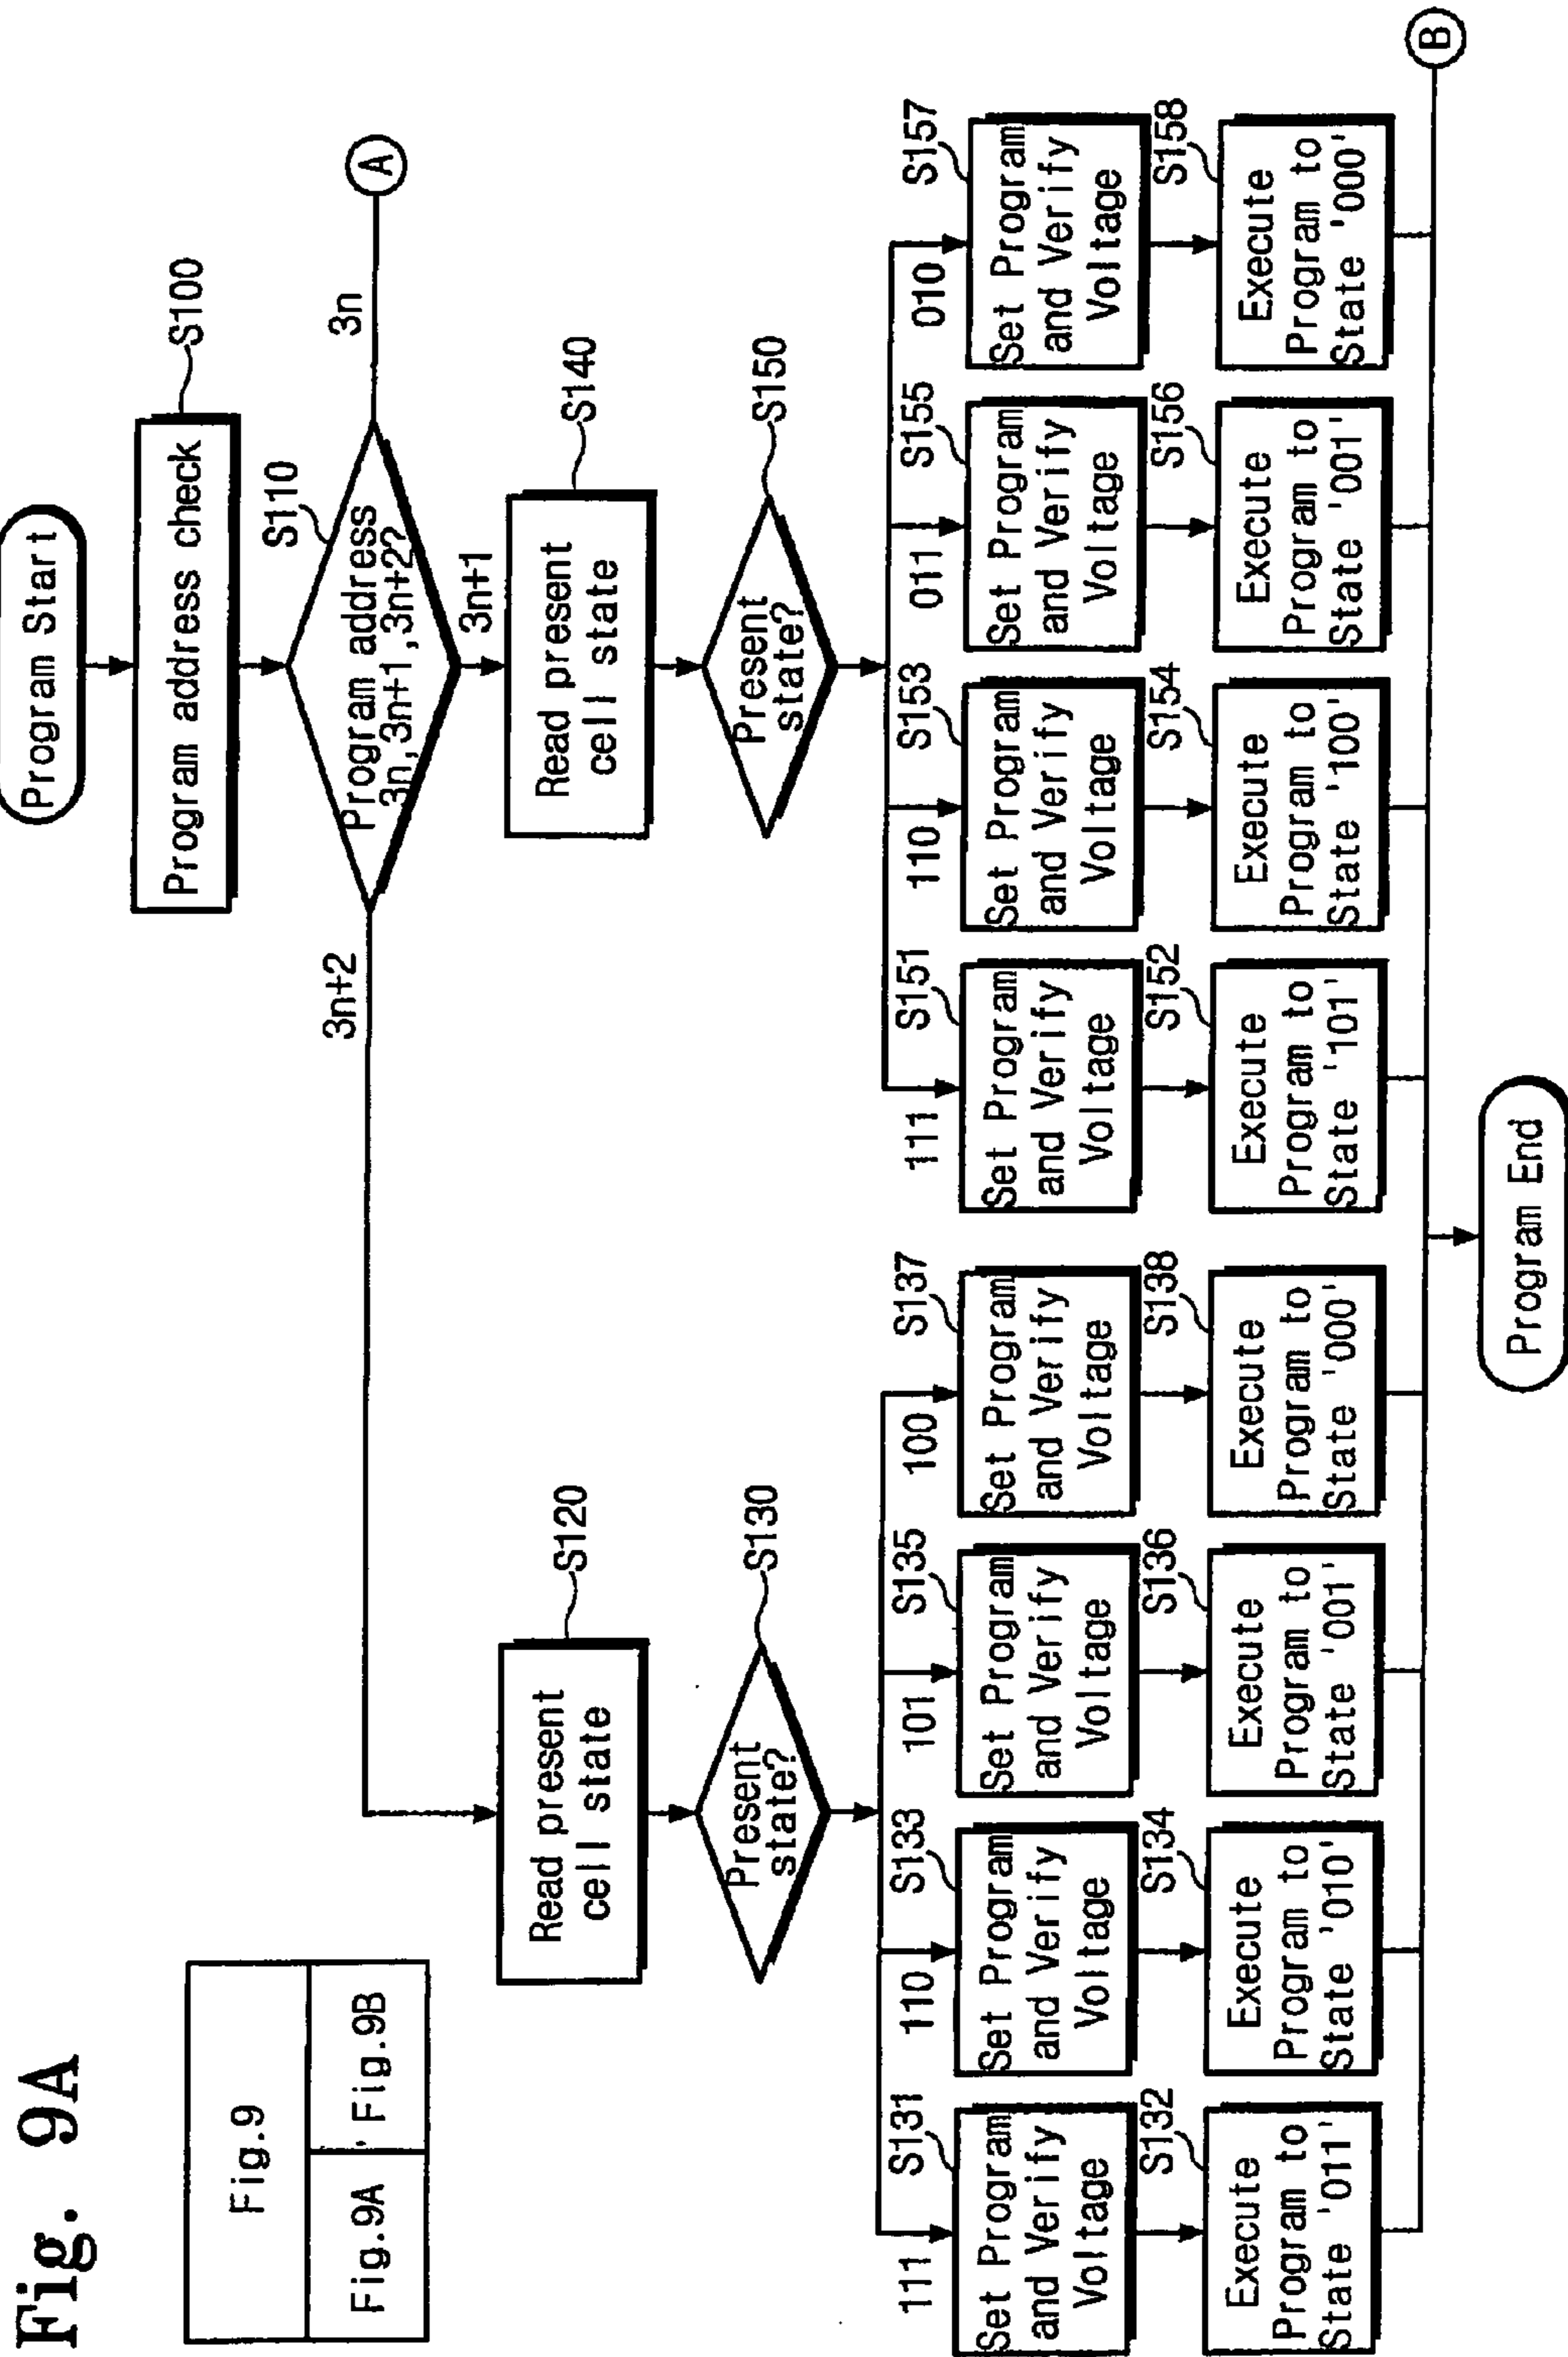 Fig. 9A
Fig.9
Fig.9A
Fig.9B
Program Start
Program address check
S100
S110
Program address
3n,3n+1,3n+2?
3n+2
3n+1
3n
A
Read present
cell state
S120
Read present
cell state
S140
Present
state?
S130
Present
state?
S150
111
S131
Set Program
and Verify
Voltage
110
S133
Set Program
and Verify
Voltage
101
S135
Set Program
and Verify
Voltage
100
S137
Set Program
and Verify
Voltage
111
S151
Set Program
and Verify
Voltage
110
S153
Set Program
and Verify
Voltage
011
S155
Set Program
and Verify
Voltage
010
S157
Set Program
and Verify
Voltage
S132
Execute
Program to
State '011'
S134
Execute
Program to
State '010'
S136
Execute
Program to
State '001'
S138
Execute
Program to
State '000'
S152
Execute
Program to
State '101'
S154
Execute
Program to
State '100'
S156
Execute
Program to
State '001'
S158
Execute
Program to
State '000'
B
Program End